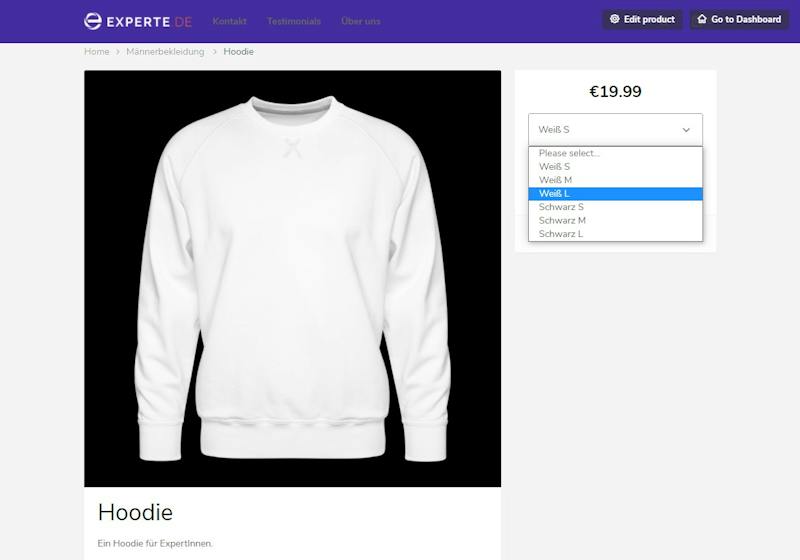 EXPERTE DE Kontakt Testimonials Über uns Edit product Go to Dashboard
Home > Männerbekleidung > Hoodie
€19.99
Weiß S
Please select...
Weiß S
Weiß M
Weiß L
Schwarz S
Schwarz M
Schwarz L
Hoodie
Ein Hoodie für ExpertInnen.